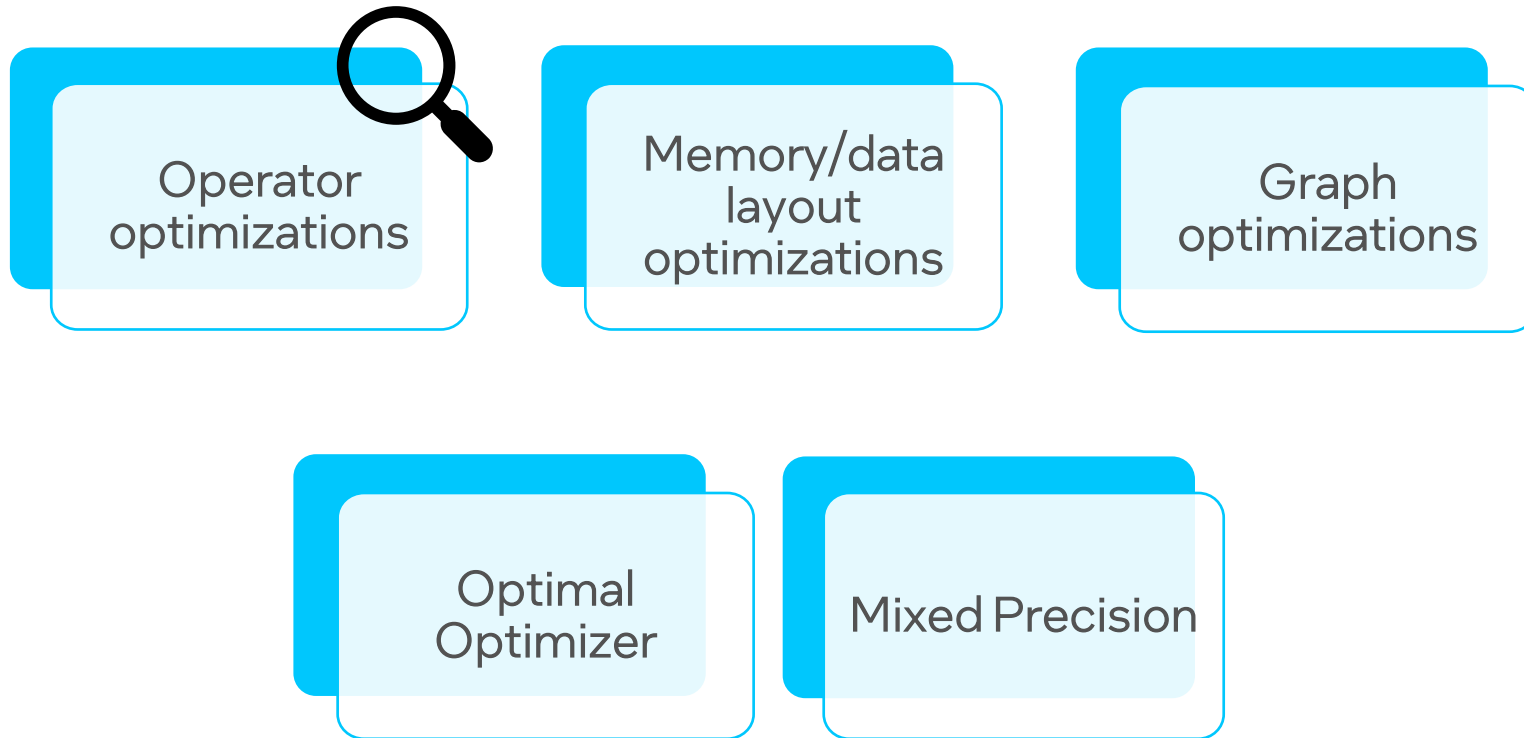 Operator
optimizations
Memory/data
layout
optimizations
Graph
optimizations
Optimal
Optimizer
Mixed Precision